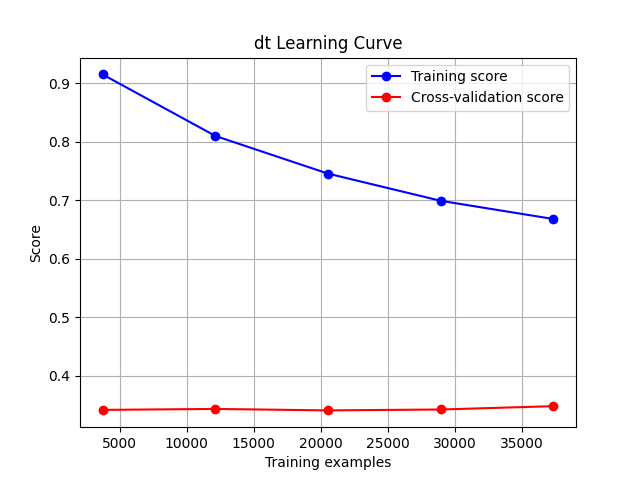 dt Learning Curve
Training score
Cross-validation score
Score
0.9
0.8
0.7
0.6
0.5
0.4
5000 10000 15000 20000 25000 30000 35000
Training examples